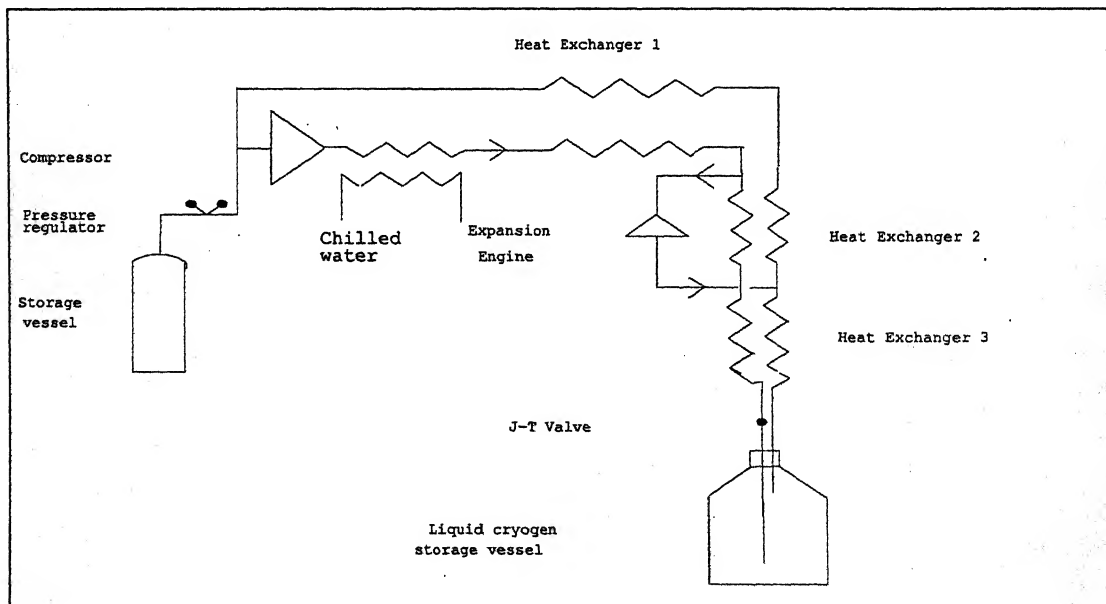 Heat Exchanger 1
Compressor
Pressure
regulator
Chilled
water
Expansion
Engine
Heat Exchanger 2
Storage
vessel
Heat Exchanger 3
J-T Valve
Liquid cryogen
storage vessel